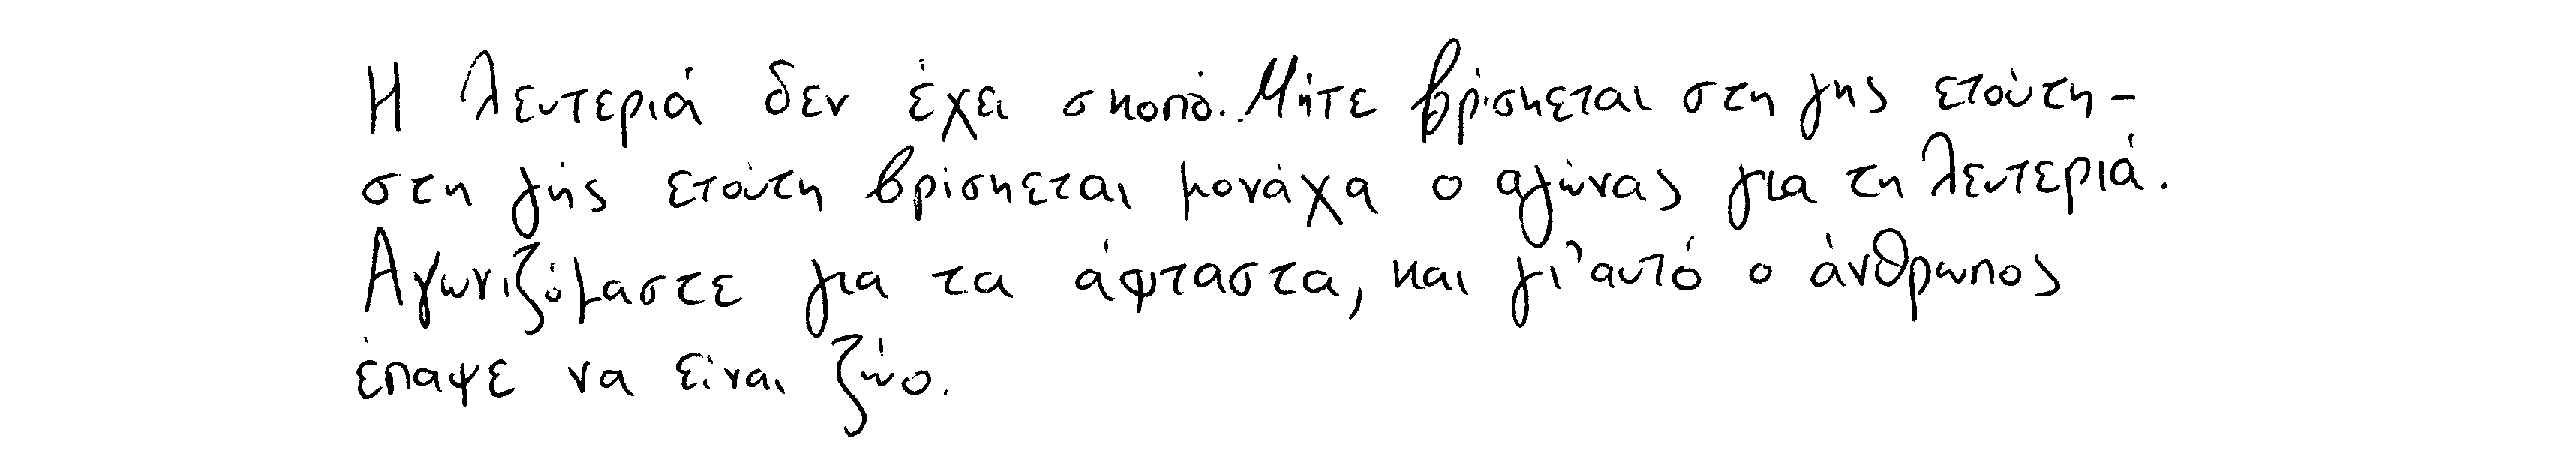 Η λευτεριά δεν έχει σκοπό. Μήτε βρίσκεται στη γης ετούτη -
στη γής ετούτη βρίσκεται μονάχα ο αγώνας για τη λευτεριά.
Αγωνιζόμαστε για τα άφταστα, και γι'αυτό ο άνθρωπος
έπαψε να είναι ζώο.